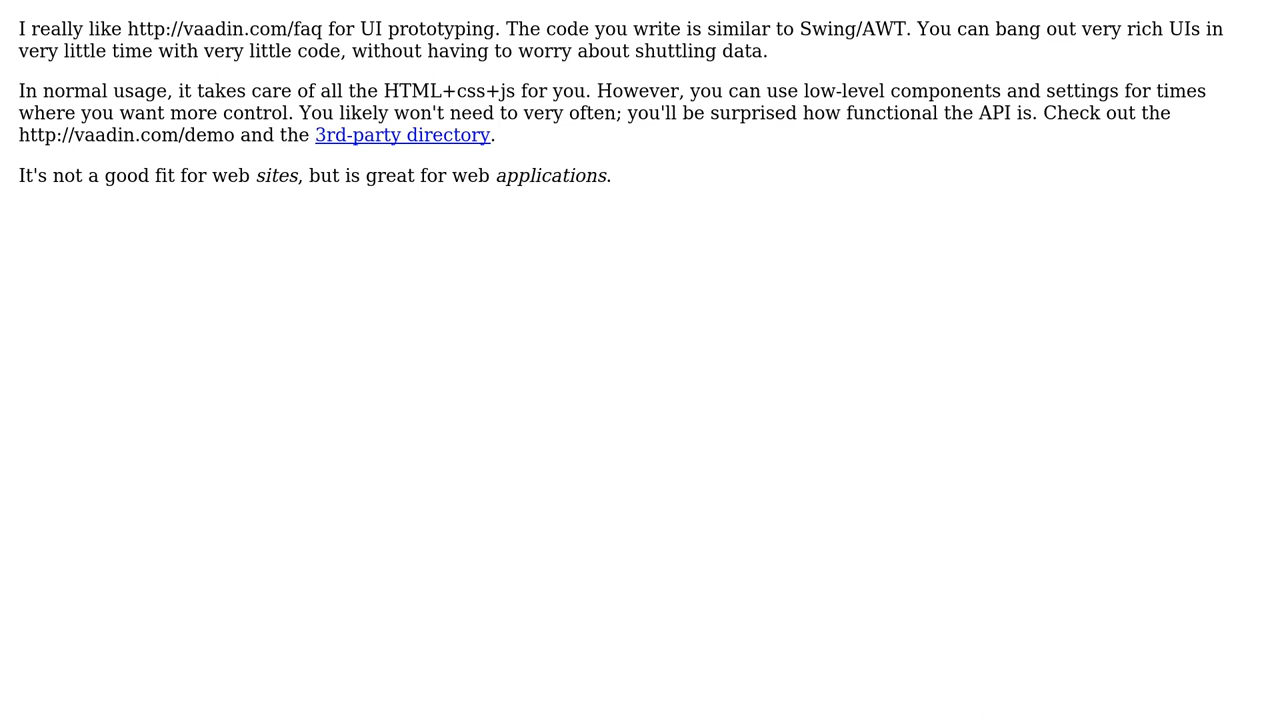 I really like http://vaadin.com/faq for UI prototyping. The code you write is similar to Swing/AWT. You can bang out very rich UIs in
very little time with very little code, without having to worry about shuttling data.
In normal usage, it takes care of all the HTML+css+js for you. However, you can use low-level components and settings for times
where you want more control. You likely won't need to very often; you'll be surprised how functional the API is. Check out the
http://vaadin.com/demo and the 3rd-party directory.
It's not a good fit for web sites, but is great for web applications.